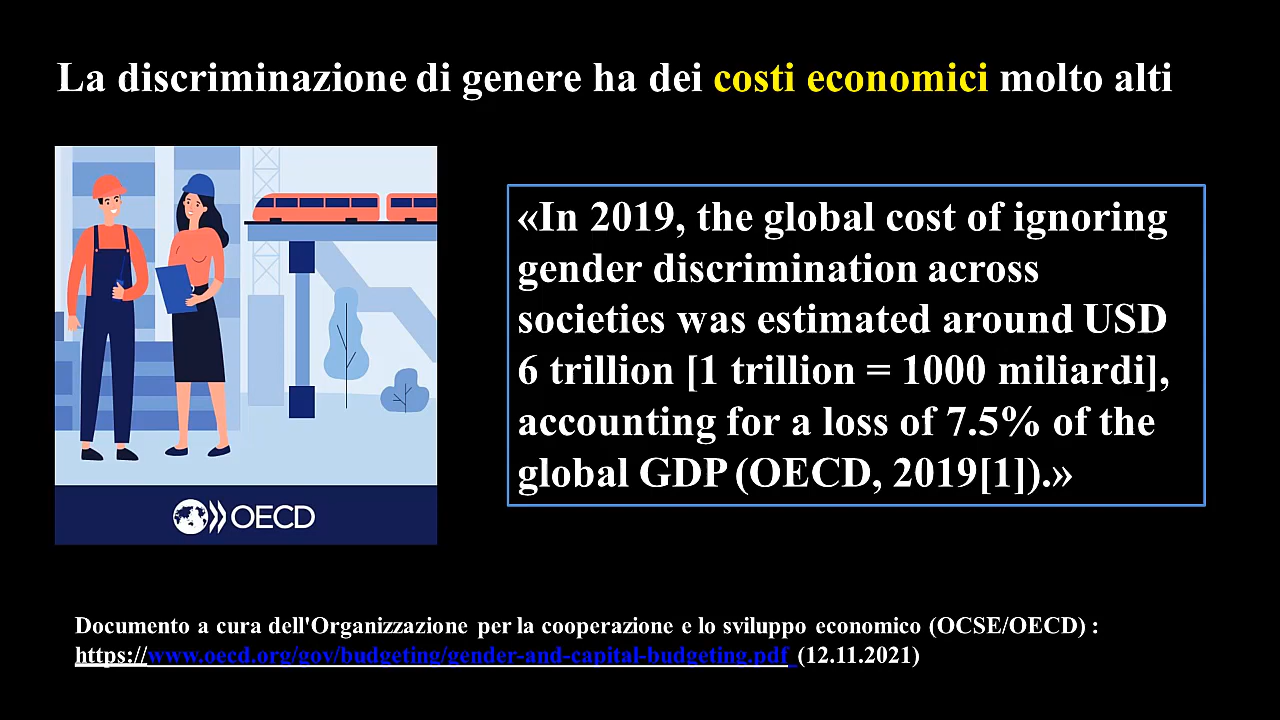 La discriminazione di genere ha dei costi economici molto alti
«In 2019, the global cost of ignoring
gender discrimination across
societies was estimated around USD
6 trillion [1 trillion = 1000 miliardi],
accounting for a loss of 7.5% of the
global GDP (OECD, 2019[1]).»
OECD
Documento a cura dell'Organizzazione per la cooperazione e lo sviluppo economico (OCSE/OECD) :
https://www.oecd.org/gov/budgeting/gender-and-capital-budgeting.pdf (12.11.2021)